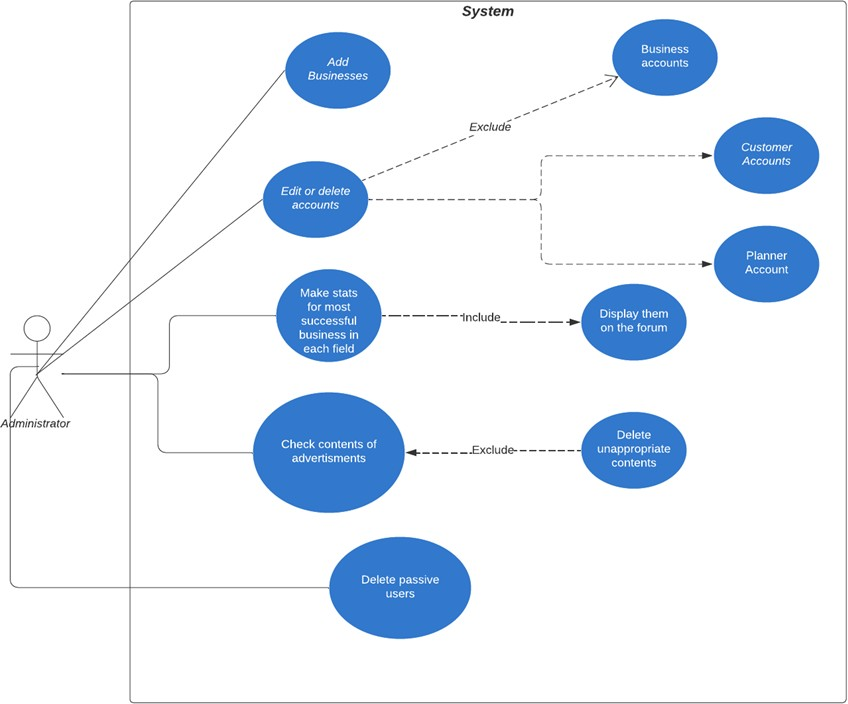 System
Add
Businesses
Business
accounts
Exclude
Customer
Accounts
Edit or delete
accounts
Planner
Account
Make stats
for most
successful
business in
each field
Include
Display them
on the forum
Administrator
Check contents of
advertisments
Exclude
Delete
unappropriate
contents
Delete passive
users